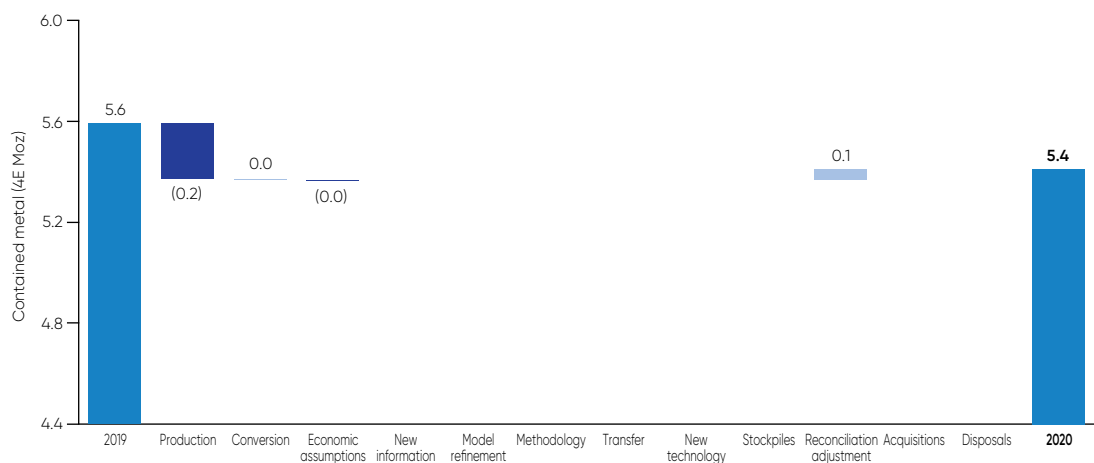 6.0
5.6
5.2
4.8
4.4
Contained metal (4E Moz)
5.6
(0.2)
0.0
(0.0)
0.1
5.4
2019
Production
Conversion
Economic
assumptions
New
information
Model
refinement
Methodology
Transfer
New
technology
Stockpiles
Reconciliation
adjustment
Acquisitions
Disposals
2020